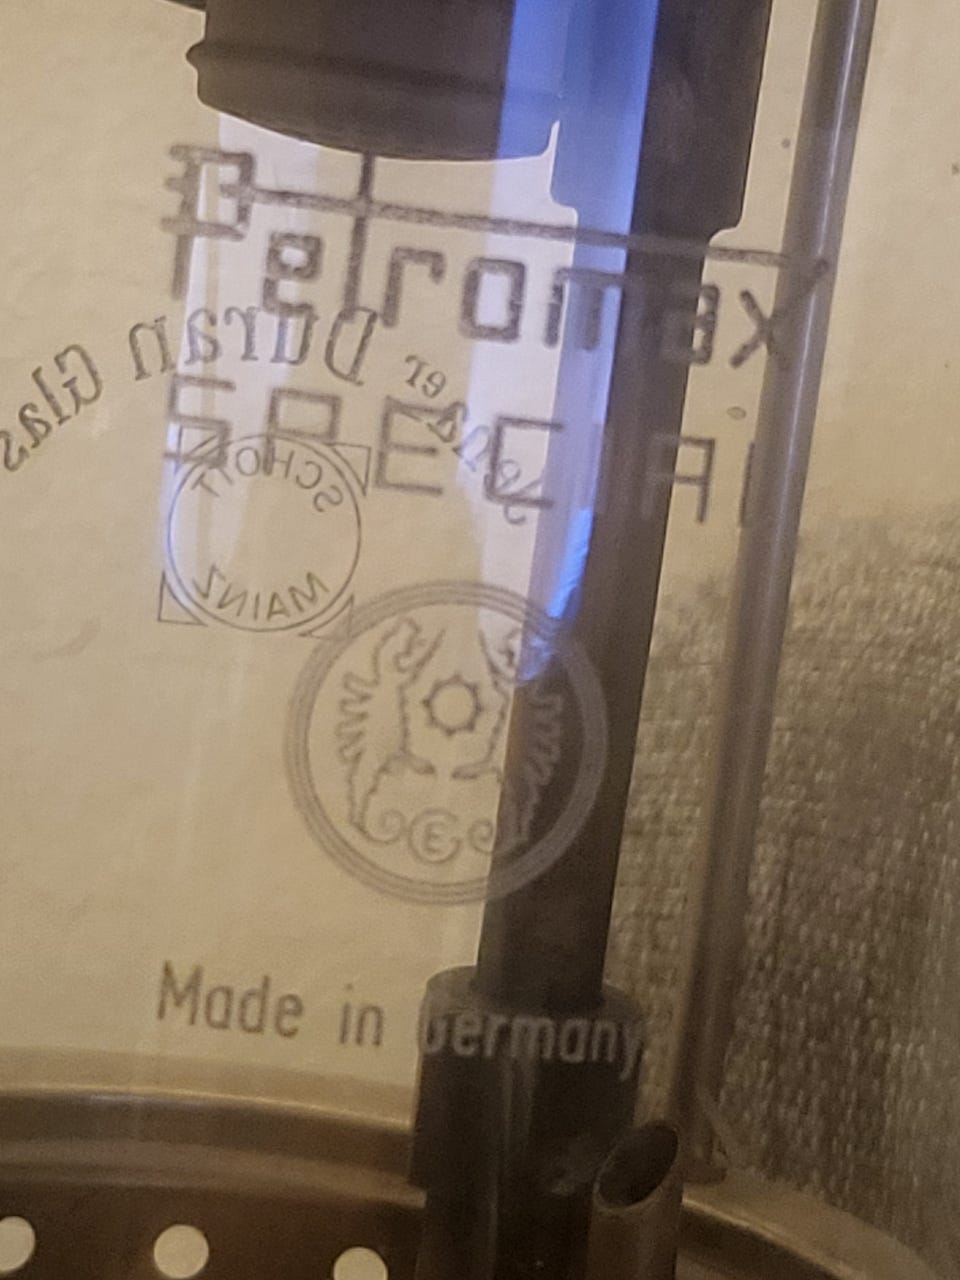 Petromax
SPECIAL
Jenaer Duran Glas
SCHOTT
MAINZ
E
Made in Germany